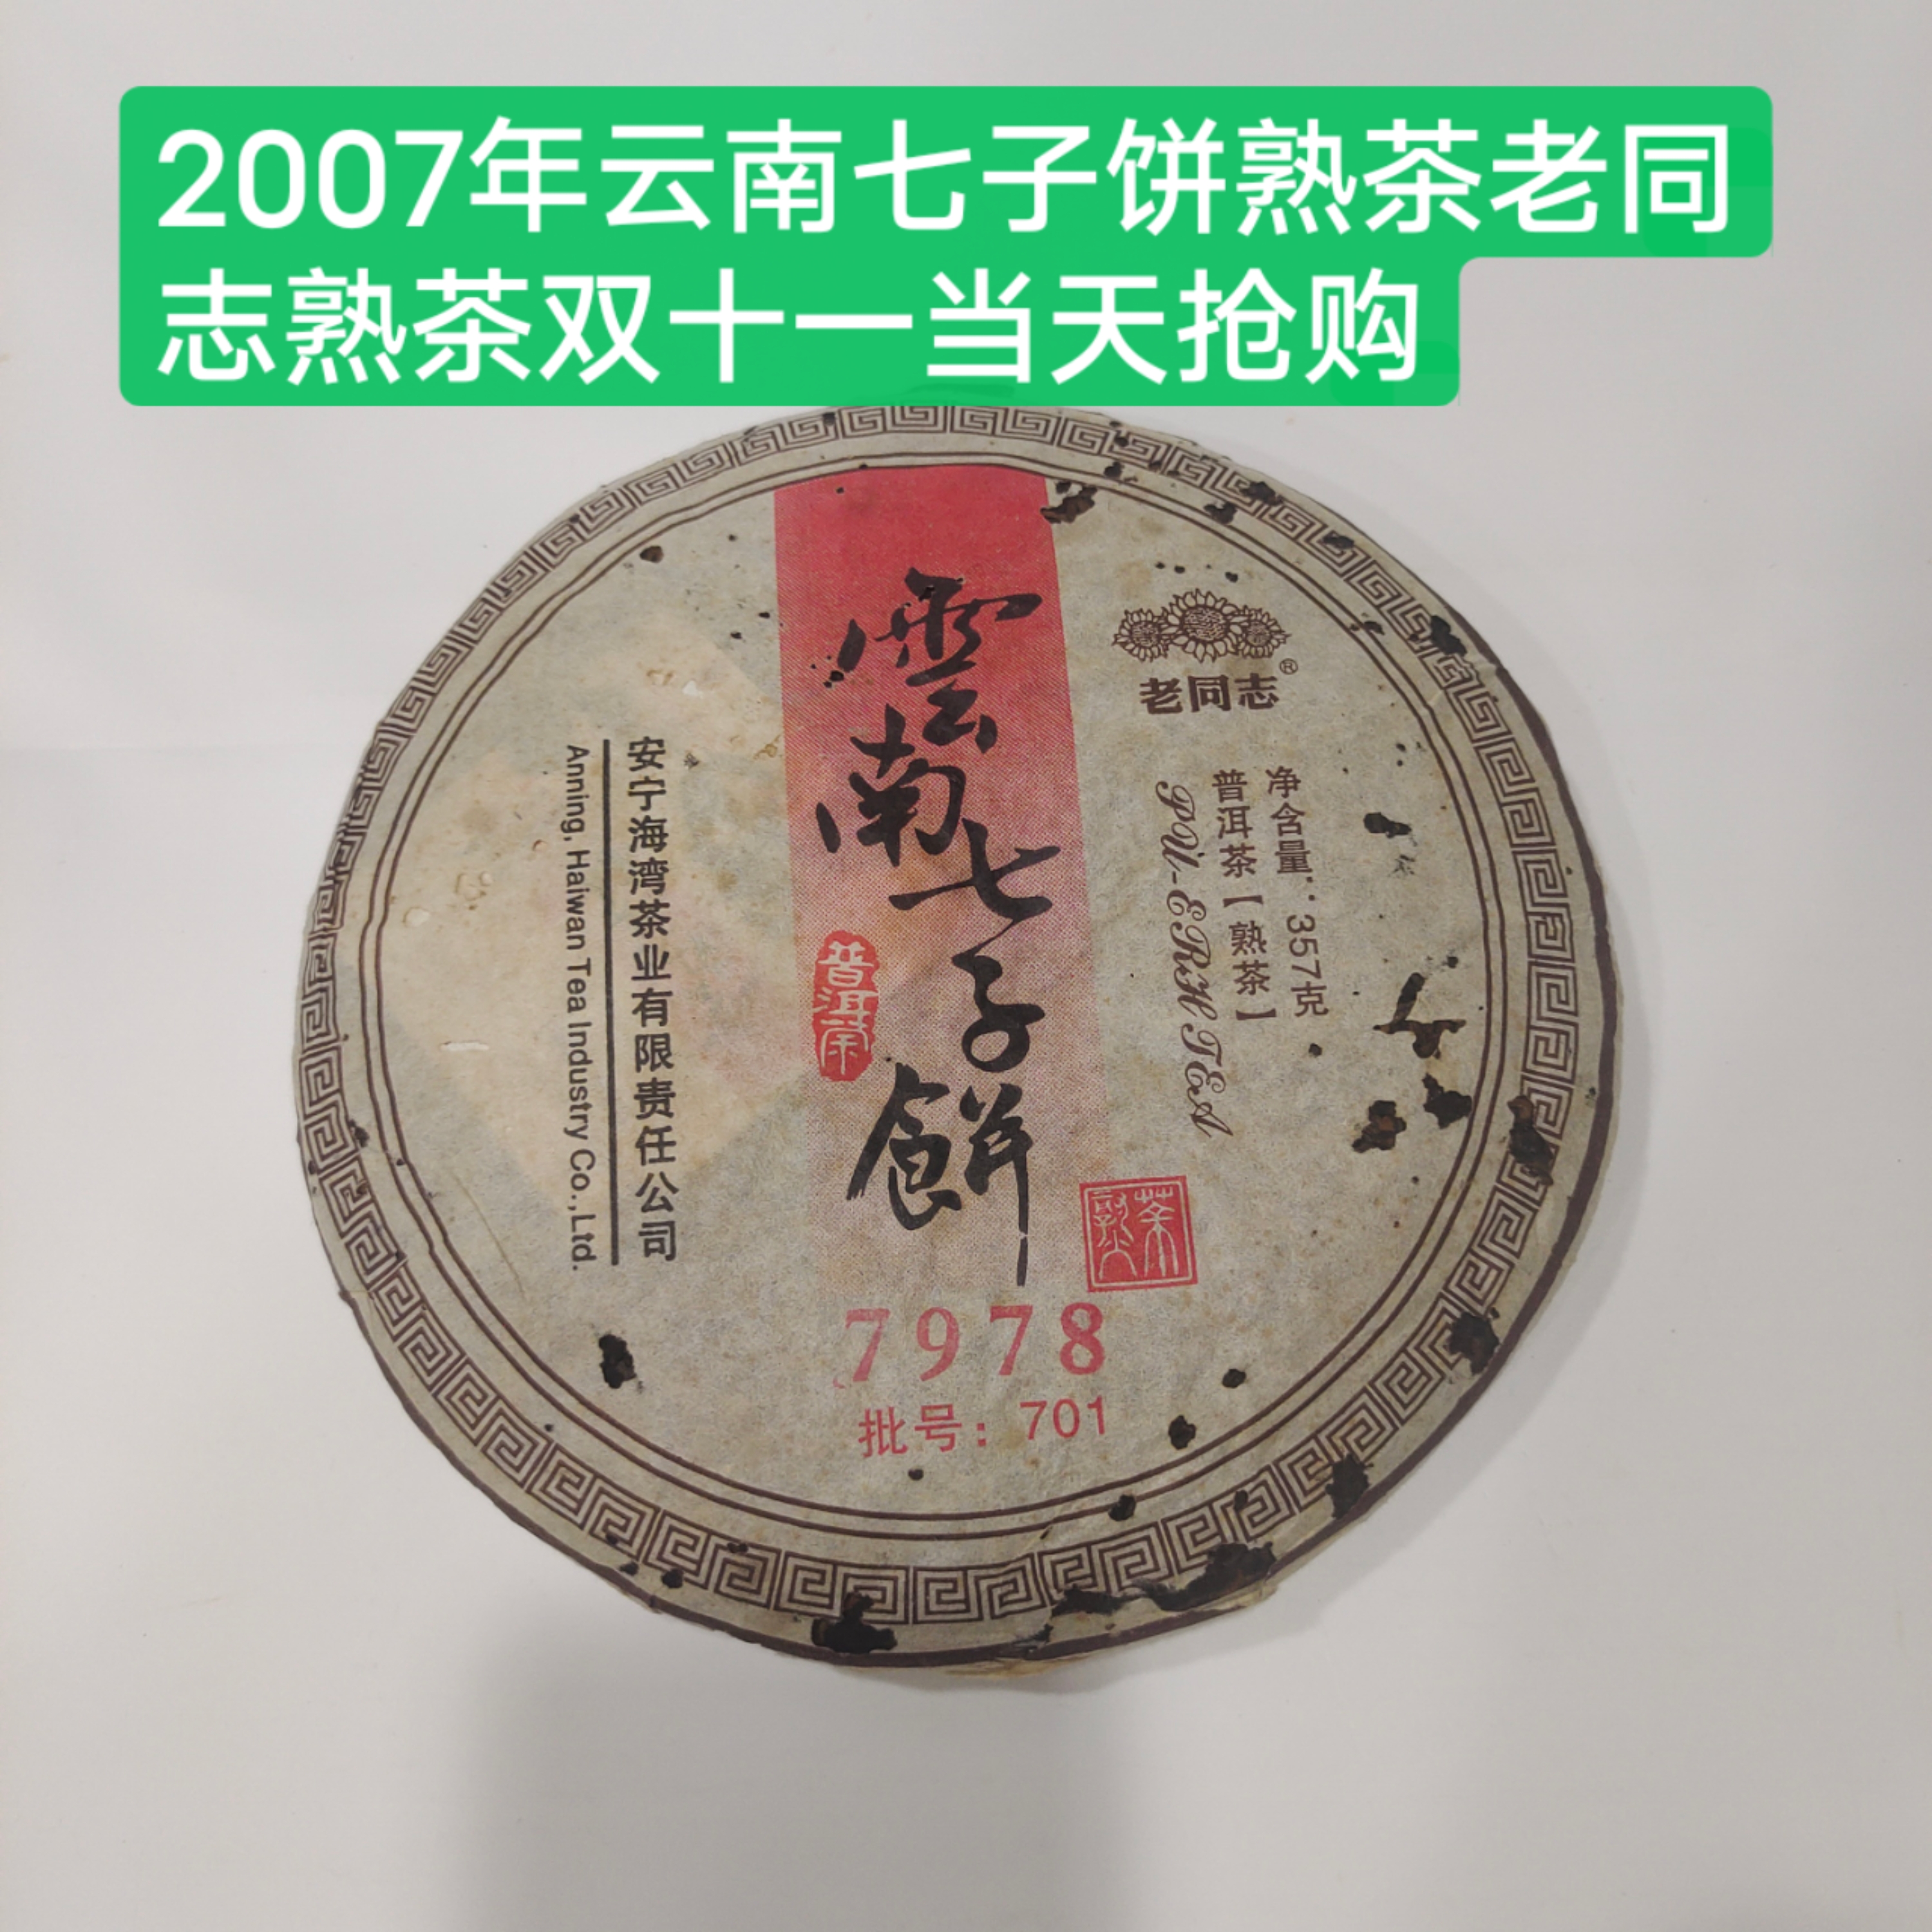 2007年云南七子饼熟茶老同
志熟茶双十一当天抢购
老同志®
净含量：357克
普洱茶【熟茶】
PU-ERH TEA
雲南七子餅
普洱茶
熟茶
安宁海湾茶业有限责任公司
Anning, Haiwan Tea Industry Co.,Ltd.
7978
批号：701